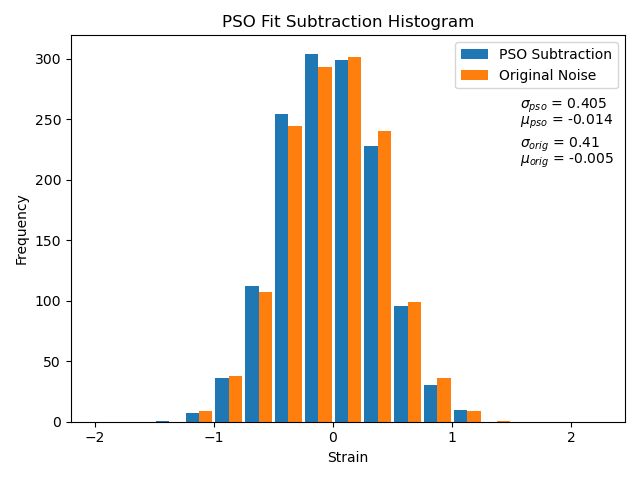 PSO Fit Subtraction Histogram
PSO Subtraction
Original Noise
σpso = 0.405
μpso = -0.014
σorig = 0.41
μorig = -0.005
Frequency
300
250
200
150
100
50
0
−2
−1
0
1
2
Strain